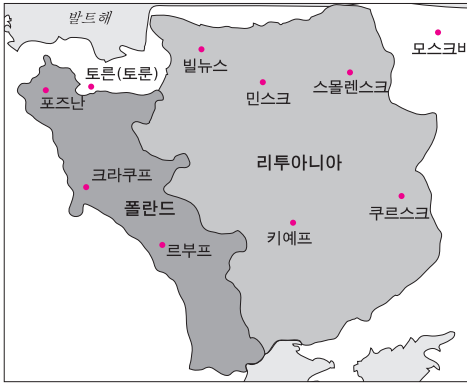 발트해
모스크바
토른(토룬)
빌뉴스
포즈난
민스크
스몰렌스크
리투아니아
크라쿠프
폴란드
쿠르스크
키예프
르부프